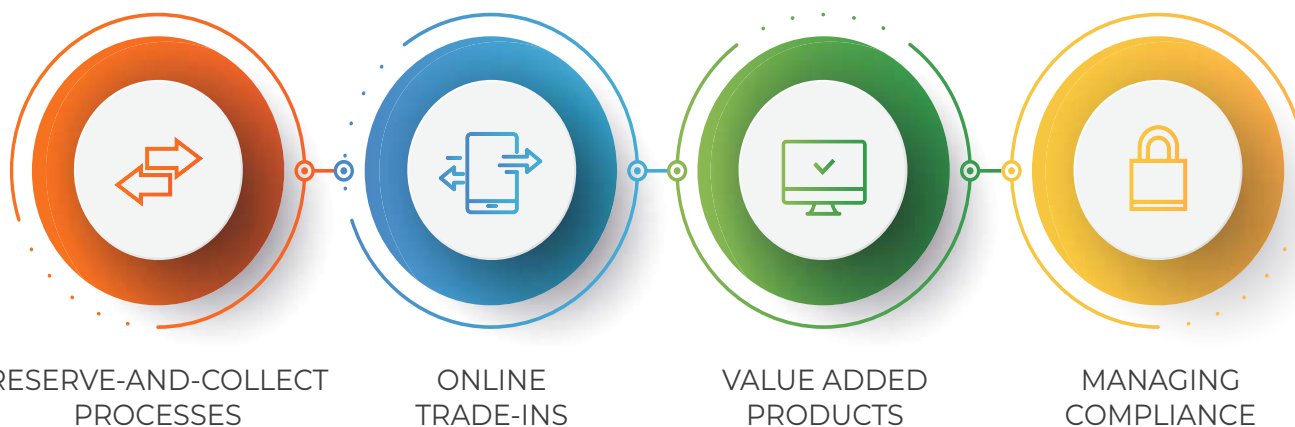 RESERVE-AND-COLLECT
PROCESSES
ONLINE
TRADE-INS
VALUE ADDED
PRODUCTS
MANAGING
COMPLIANCE